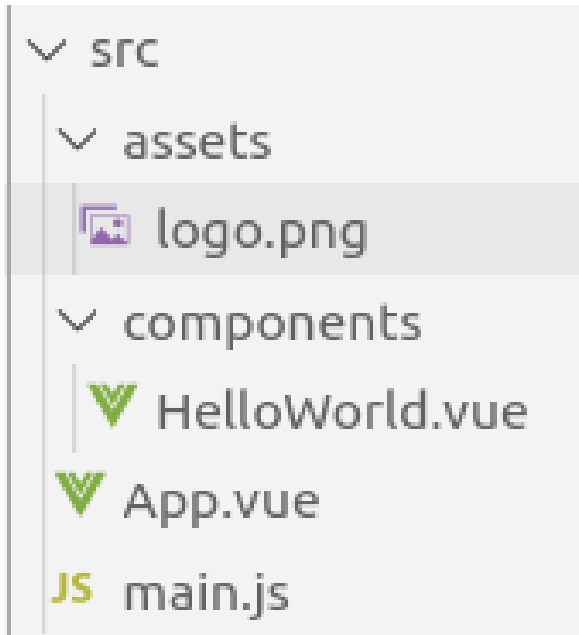 src
assets
logo.png
components
HelloWorld.vue
App.vue
JS main.js